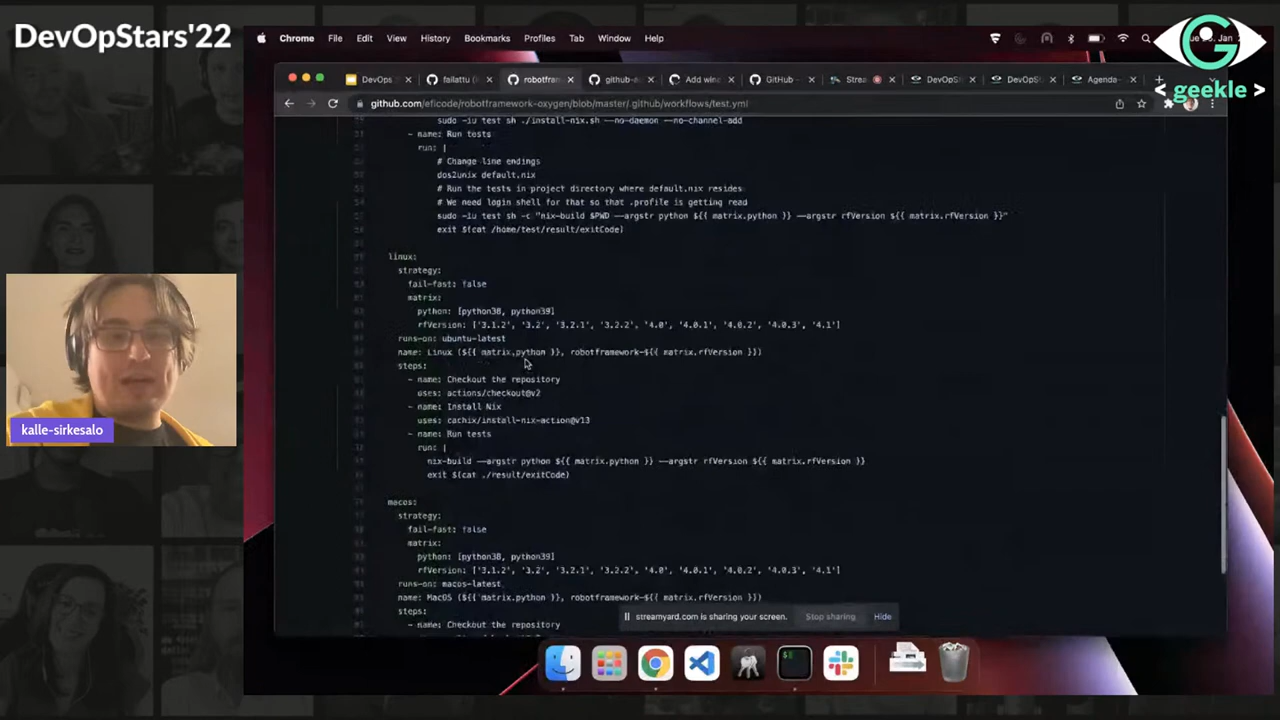 DevOpStars'22
Chrome File Edit View History Bookmarks Profiles Tab Window Help
Jan
geekle
DevOps failattu robotfram github-a Add winc GitHub - Strea DevOpS DevOpS Agenda-
github.com/eficode/robotframework-oxygen/blob/master/.github/workflows/test.yml
sudo -iu test sh ./install-nix.sh --no-daemon --no-channel-add
- name: Run tests
run: |
# Change line endings
dos2unix default.nix
# Run the tests in project directory where default.nix resides
# We need login shell for that so that .profile is getting read
sudo -iu test sh -c "nix-build $PWD --argstr python ${{ matrix.python }} --argstr rfVersion ${{ matrix.rfVersion }}"
exit $(cat /home/test/result/exitCode)
linux:
strategy:
fail-fast: false
matrix:
python: [python38, python39]
rfVersion: ['3.1.2', '3.2', '3.2.1', '3.2.2', '4.0', '4.0.1', '4.0.2', '4.0.3', '4.1']
runs-on: ubuntu-latest
name: Linux (${{ matrix.python }}, robotframework-${{ matrix.rfVersion }})
steps:
- name: Checkout the repository
uses: actions/checkout@v2
- name: Install Nix
uses: cachix/install-nix-action@v13
- name: Run tests
run: |
nix-build --argstr python ${{ matrix.python }} --argstr rfVersion ${{ matrix.rfVersion }}
exit $(cat ./result/exitCode)
macos:
strategy:
fail-fast: false
matrix:
python: [python38, python39]
rfVersion: ['3.1.2', '3.2', '3.2.1', '3.2.2', '4.0', '4.0.1', '4.0.2', '4.0.3', '4.1']
runs-on: macos-latest
name: MacOS (${{ matrix.python }}, robotframework-${{ matrix.rfVersion }})
steps:
- name: Checkout the repository
streamyard.com is sharing your screen. Stop sharing Hide
kalle-sirkesalo